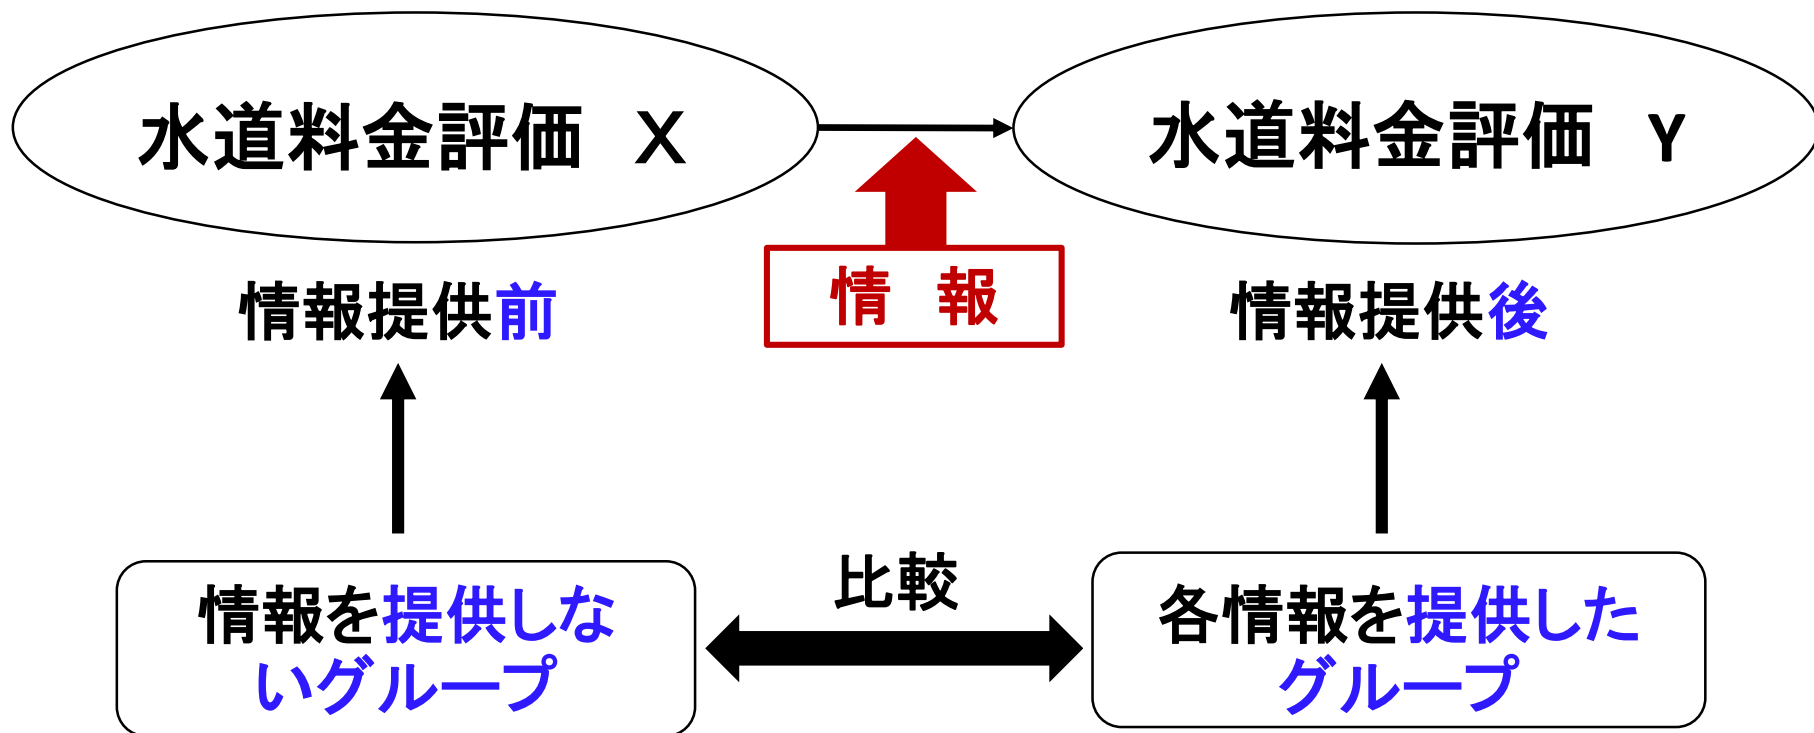 水道料金評価　X
水道料金評価　Y
情　報
情報提供前
情報提供後
比較
情報を提供しな
いグループ
各情報を提供した
グループ